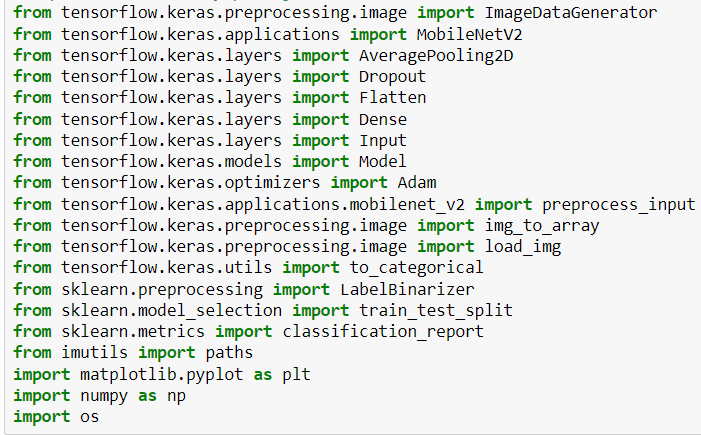 from tensorflow.keras.preprocessing.image import ImageDataGenerator
from tensorflow.keras.applications import MobileNetV2
from tensorflow.keras.layers import AveragePooling2D
from tensorflow.keras.layers import Dropout
from tensorflow.keras.layers import Flatten
from tensorflow.keras.layers import Dense
from tensorflow.keras.layers import Input
from tensorflow.keras.models import Model
from tensorflow.keras.optimizers import Adam
from tensorflow.keras.applications.mobilenet_v2 import preprocess_input
from tensorflow.keras.preprocessing.image import img_to_array
from tensorflow.keras.preprocessing.image import load_img
from tensorflow.keras.utils import to_categorical
from sklearn.preprocessing import LabelBinarizer
from sklearn.model_selection import train_test_split
from sklearn.metrics import classification_report
from imutils import paths
import matplotlib.pyplot as plt
import numpy as np
import os